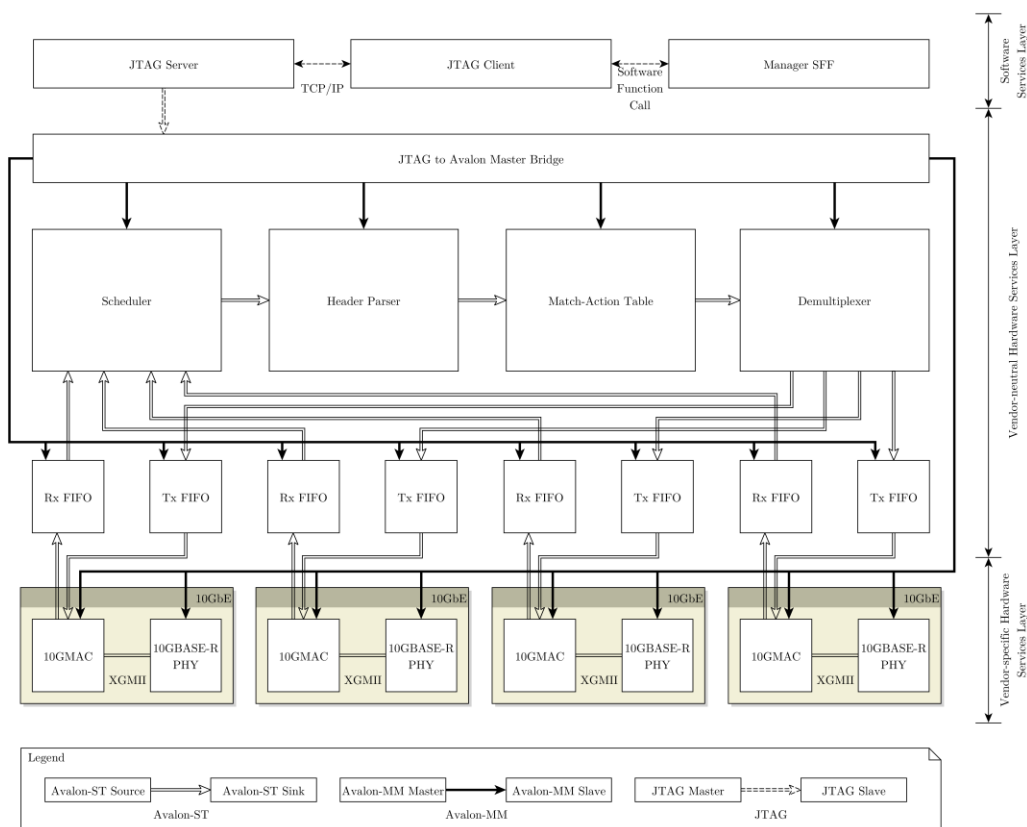 JTAG Server
JTAG Client
Manager SFF
TCP/IP
Software
Function
Call
Software
Services Layer
JTAG to Avalon Master Bridge
Scheduler
Header Parser
Match-Action Table
Demultiplexer
Vendor-neutral Hardware Services Layer
Rx FIFO
Tx FIFO
Rx FIFO
Tx FIFO
Rx FIFO
Tx FIFO
Rx FIFO
Tx FIFO
10GbE
10GbE
10GbE
10GbE
10GMAC
XGMII
10GBASE-R
PHY
10GMAC
XGMII
10GBASE-R
PHY
10GMAC
XGMII
10GBASE-R
PHY
10GMAC
XGMII
10GBASE-R
PHY
Vendor-specific Hardware
Services Layer
Legend
Avalon-ST Source
Avalon-ST Sink
Avalon-ST
Avalon-MM Master
Avalon-MM Slave
Avalon-MM
JTAG Master
JTAG Slave
JTAG